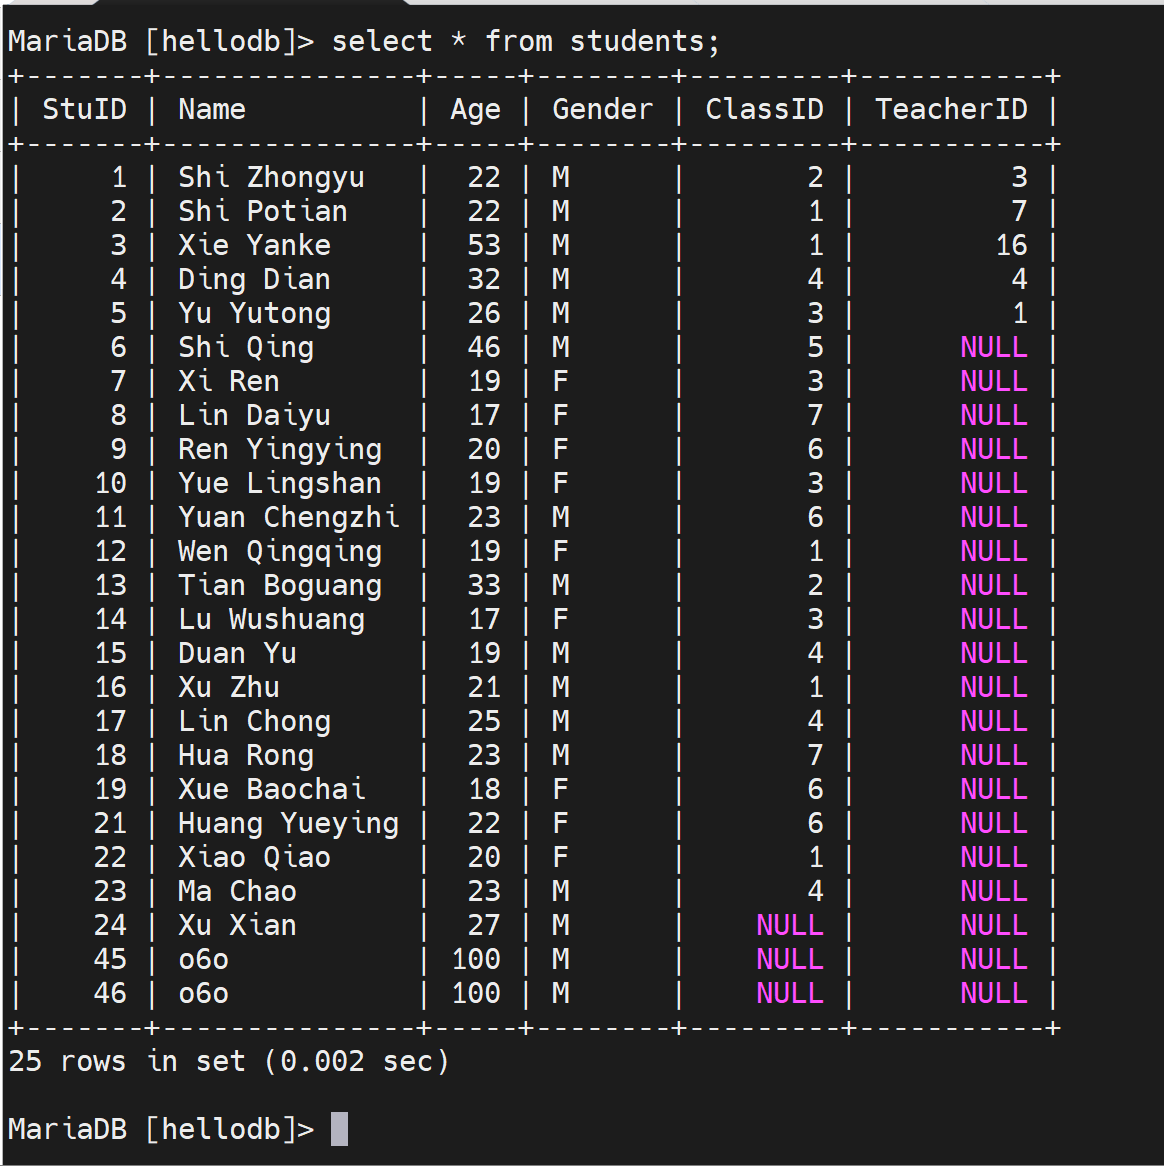 MariaDB [hellodb]> select * from students;
+-------+---------------+-----+--------+---------+-----------+
| StuID | Name          | Age | Gender | ClassID | TeacherID |
+-------+---------------+-----+--------+---------+-----------+
|     1 | Shi Zhongyu   |  22 | M      |       2 |         3 |
|     2 | Shi Potian    |  22 | M      |       1 |         7 |
|     3 | Xie Yanke     |  53 | M      |       1 |        16 |
|     4 | Ding Dian     |  32 | M      |       4 |         4 |
|     5 | Yu Yutong     |  26 | M      |       3 |         1 |
|     6 | Shi Qing      |  46 | M      |       5 |      NULL |
|     7 | Xi Ren        |  19 | F      |       3 |      NULL |
|     8 | Lin Daiyu     |  17 | F      |       7 |      NULL |
|     9 | Ren Yingying  |  20 | F      |       6 |      NULL |
|    10 | Yue Lingshan  |  19 | F      |       3 |      NULL |
|    11 | Yuan Chengzhi |  23 | M      |       6 |      NULL |
|    12 | Wen Qingqing  |  19 | F      |       1 |      NULL |
|    13 | Tian Boguang  |  33 | M      |       2 |      NULL |
|    14 | Lu Wushuang   |  17 | F      |       3 |      NULL |
|    15 | Duan Yu       |  19 | M      |       4 |      NULL |
|    16 | Xu Zhu        |  21 | M      |       1 |      NULL |
|    17 | Lin Chong     |  25 | M      |       4 |      NULL |
|    18 | Hua Rong      |  23 | M      |       7 |      NULL |
|    19 | Xue Baochai   |  18 | F      |       6 |      NULL |
|    21 | Huang Yueying |  22 | F      |       6 |      NULL |
|    22 | Xiao Qiao     |  20 | F      |       1 |      NULL |
|    23 | Ma Chao       |  23 | M      |       4 |      NULL |
|    24 | Xu Xian       |  27 | M      |    NULL |      NULL |
|    45 | o6o           | 100 | M      |    NULL |      NULL |
|    46 | o6o           | 100 | M      |    NULL |      NULL |
+-------+---------------+-----+--------+---------+-----------+
25 rows in set (0.002 sec)
MariaDB [hellodb]>